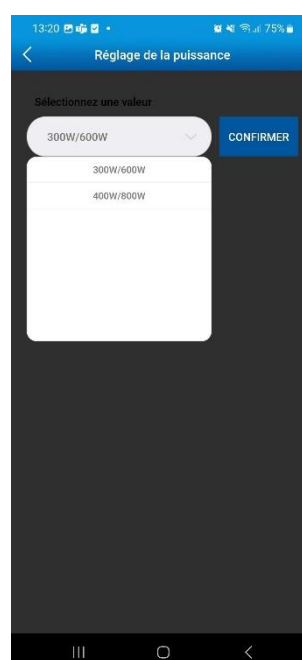 13:20 75%
Réglage de la puissance
Sélectionnez une valeur
300W/600W CONFIRMER
300W/600W
400W/800W